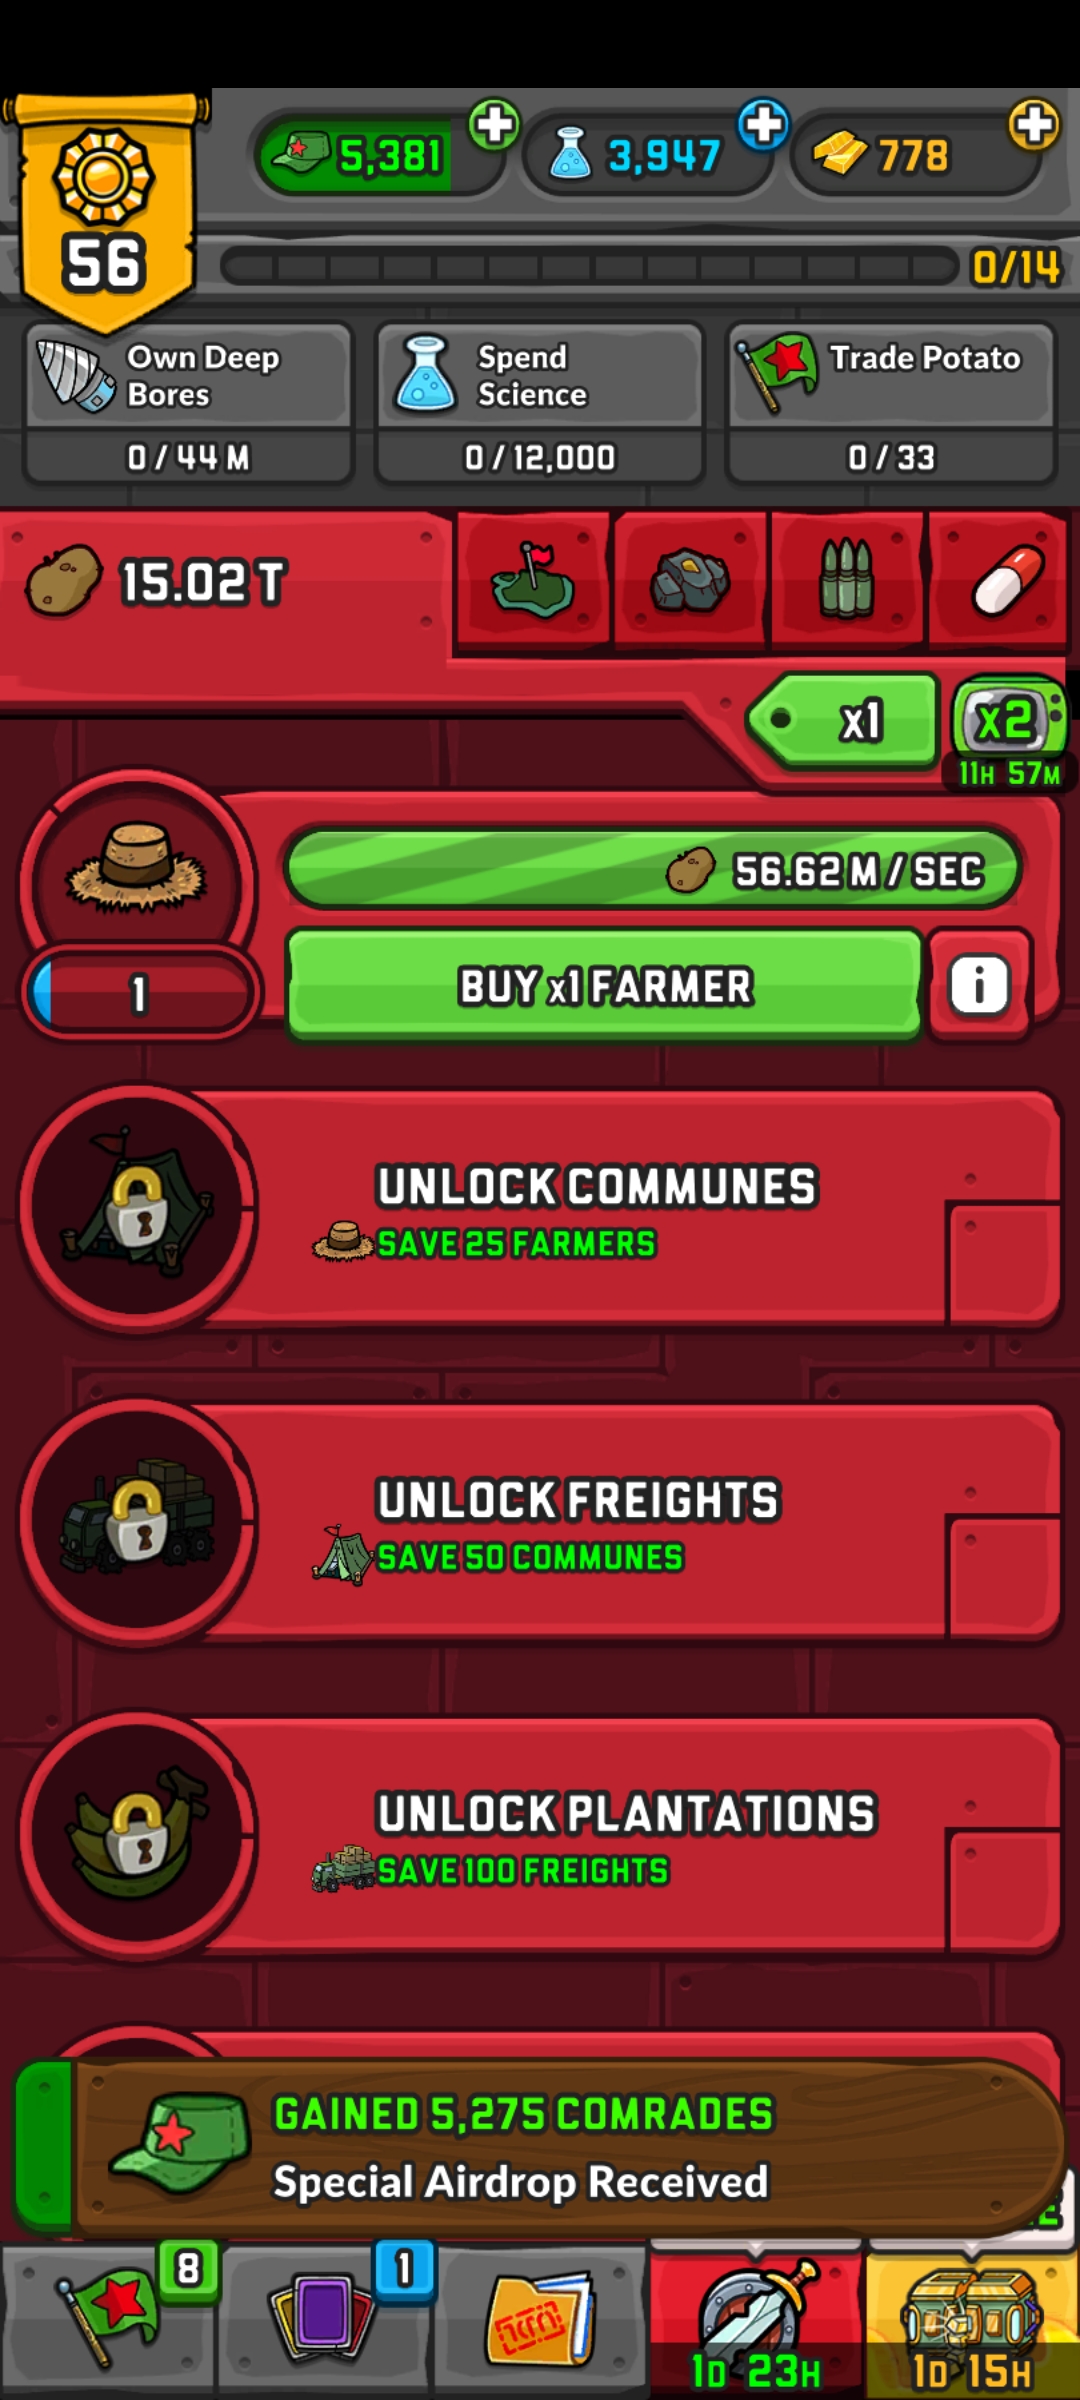 5,381
3,947
778
56
0/14
Own Deep
Bores
0 / 44 M
Spend
Science
0 / 12,000
Trade Potato
0 / 33
15.02 T
x1
x2
11H 57M
56.62 M / SEC
1
BUY x1 FARMER
i
UNLOCK COMMUNES
SAVE 25 FARMERS
UNLOCK FREIGHTS
SAVE 50 COMMUNES
UNLOCK PLANTATIONS
SAVE 100 FREIGHTS
GAINED 5,275 COMRADES
Special Airdrop Received
8
1
1D 23H
1D 15H